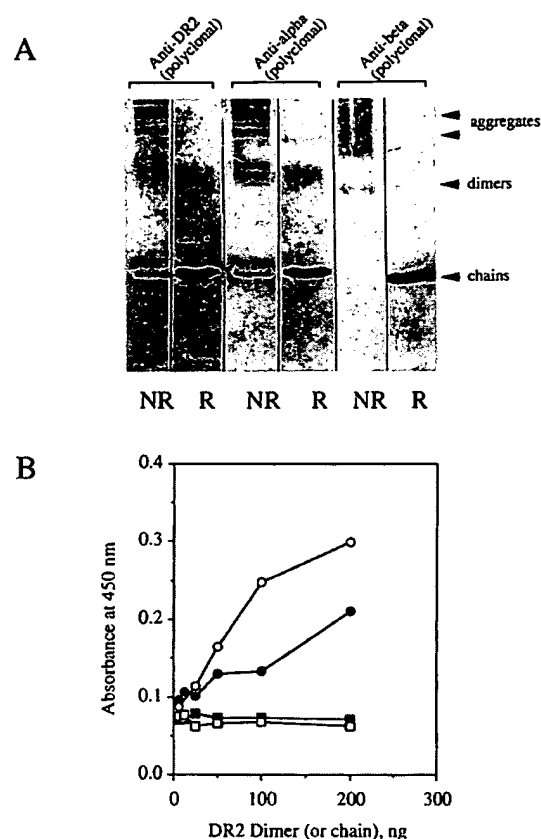 A
Anti-DR2
(polyclonal)
Anti-alpha
(polyclonal)
Anti-beta
(polyclonal)
aggregates
dimers
chains
NR R NR R NR R
B
0.4
0.3
0.2
0.1
0.0
Absorbance at 450 nm
0 100 200 300
DR2 Dimer (or chain), ng